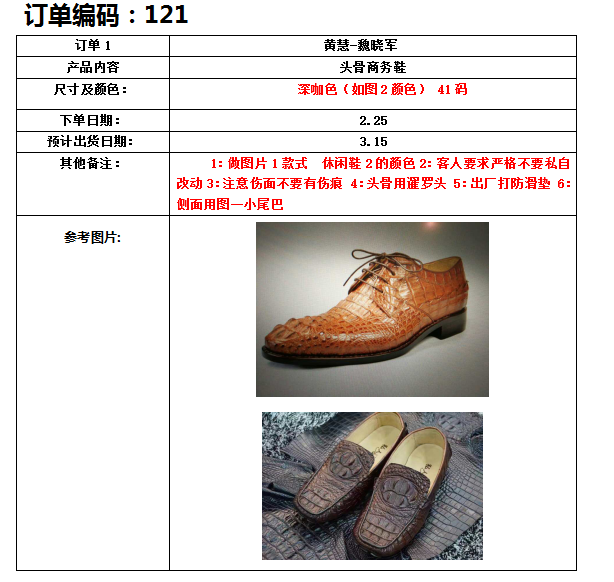 订单编码：121
订单1 黄慧-魏晓军
产品内容 头骨商务鞋
尺寸及颜色： 深咖色（如图2颜色） 41码
下单日期： 2.25
预计出货日期： 3.15
其他备注： 1：做图片1款式 休闲鞋2的颜色2：客人要求严格不要私自
改动3：注意伤面不要有伤痕 4：头骨用暹罗头 5：出厂打防滑垫 6：
侧面用图一小尾巴
参考图片: